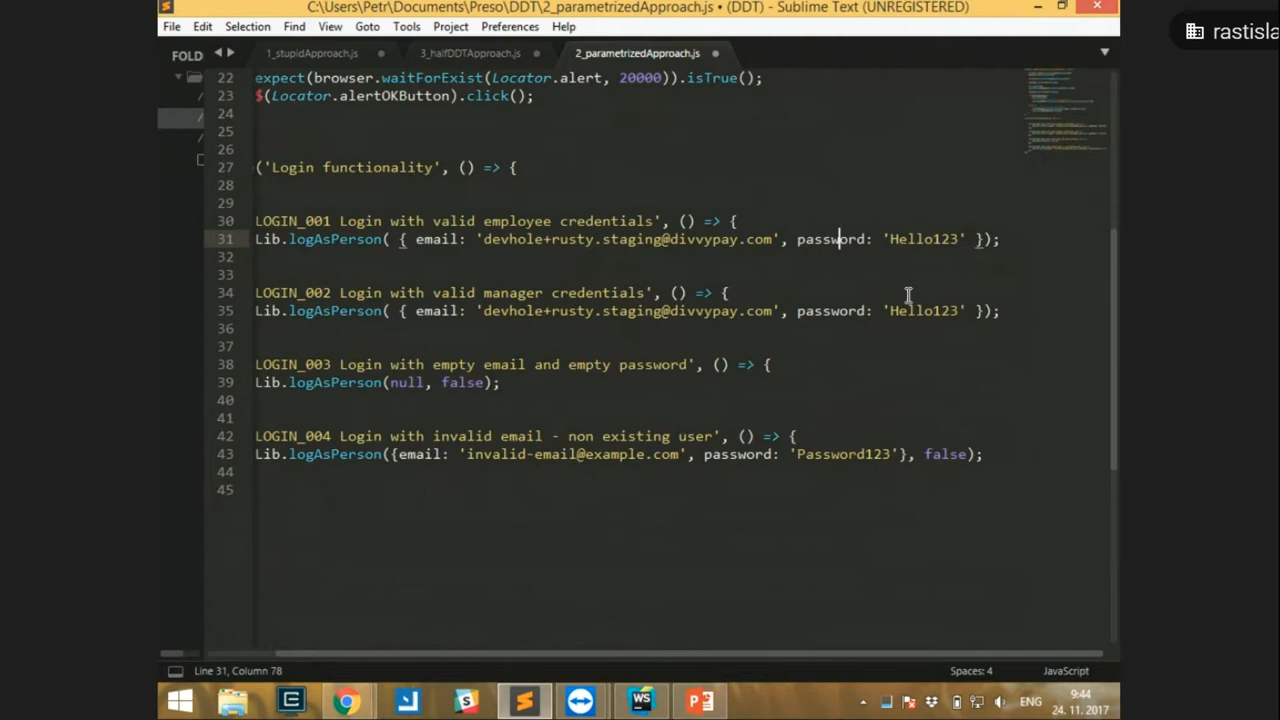 C:\Users\Petr\Documents\Preso\DDT\2_parametrizedApproach.js • (DDT) - Sublime Text (UNREGISTERED)
rastisla
File Edit Selection Find View Goto Tools Project Preferences Help
FOLD
1_stupidApproach.js 3_halfDDTApproach.js 2_parametrizedApproach.js
22 expect(browser.waitForExist(Locator.alert, 20000)).isTrue();
23 $(Locator.alertOKButton).click();
24
25
26
27 ('Login functionality', () => {
28
29
30 LOGIN_001 Login with valid employee credentials', () => {
31 Lib.logAsPerson( { email: 'devhole+rusty.staging@divvypay.com', password: 'Hello123' });
32
33
34 LOGIN_002 Login with valid manager credentials', () => {
35 Lib.logAsPerson( { email: 'devhole+rusty.staging@divvypay.com', password: 'Hello123' });
36
37
38 LOGIN_003 Login with empty email and empty password', () => {
39 Lib.logAsPerson(null, false);
40
41
42 LOGIN_004 Login with invalid email - non existing user', () => {
43 Lib.logAsPerson({email: 'invalid-email@example.com', password: 'Password123'}, false);
44
45
Line 31, Column 78 Spaces: 4 JavaScript
ENG 9:44
24. 11. 2017